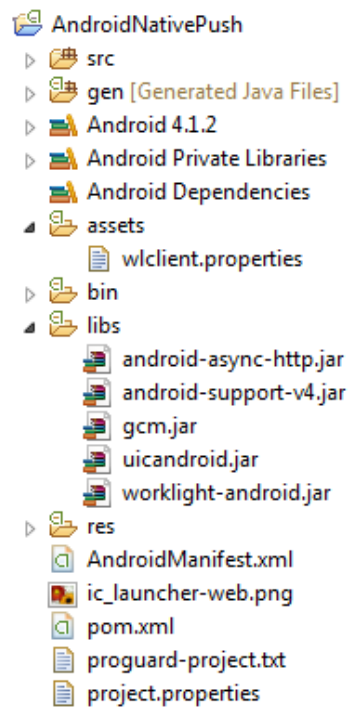 AndroidNativePush
src
gen [Generated Java Files]
Android 4.1.2
Android Private Libraries
Android Dependencies
assets
wlclient.properties
bin
libs
android-async-http.jar
android-support-v4.jar
gcm.jar
uicandroid.jar
worklight-android.jar
res
AndroidManifest.xml
ic_launcher-web.png
pom.xml
proguard-project.txt
project.properties